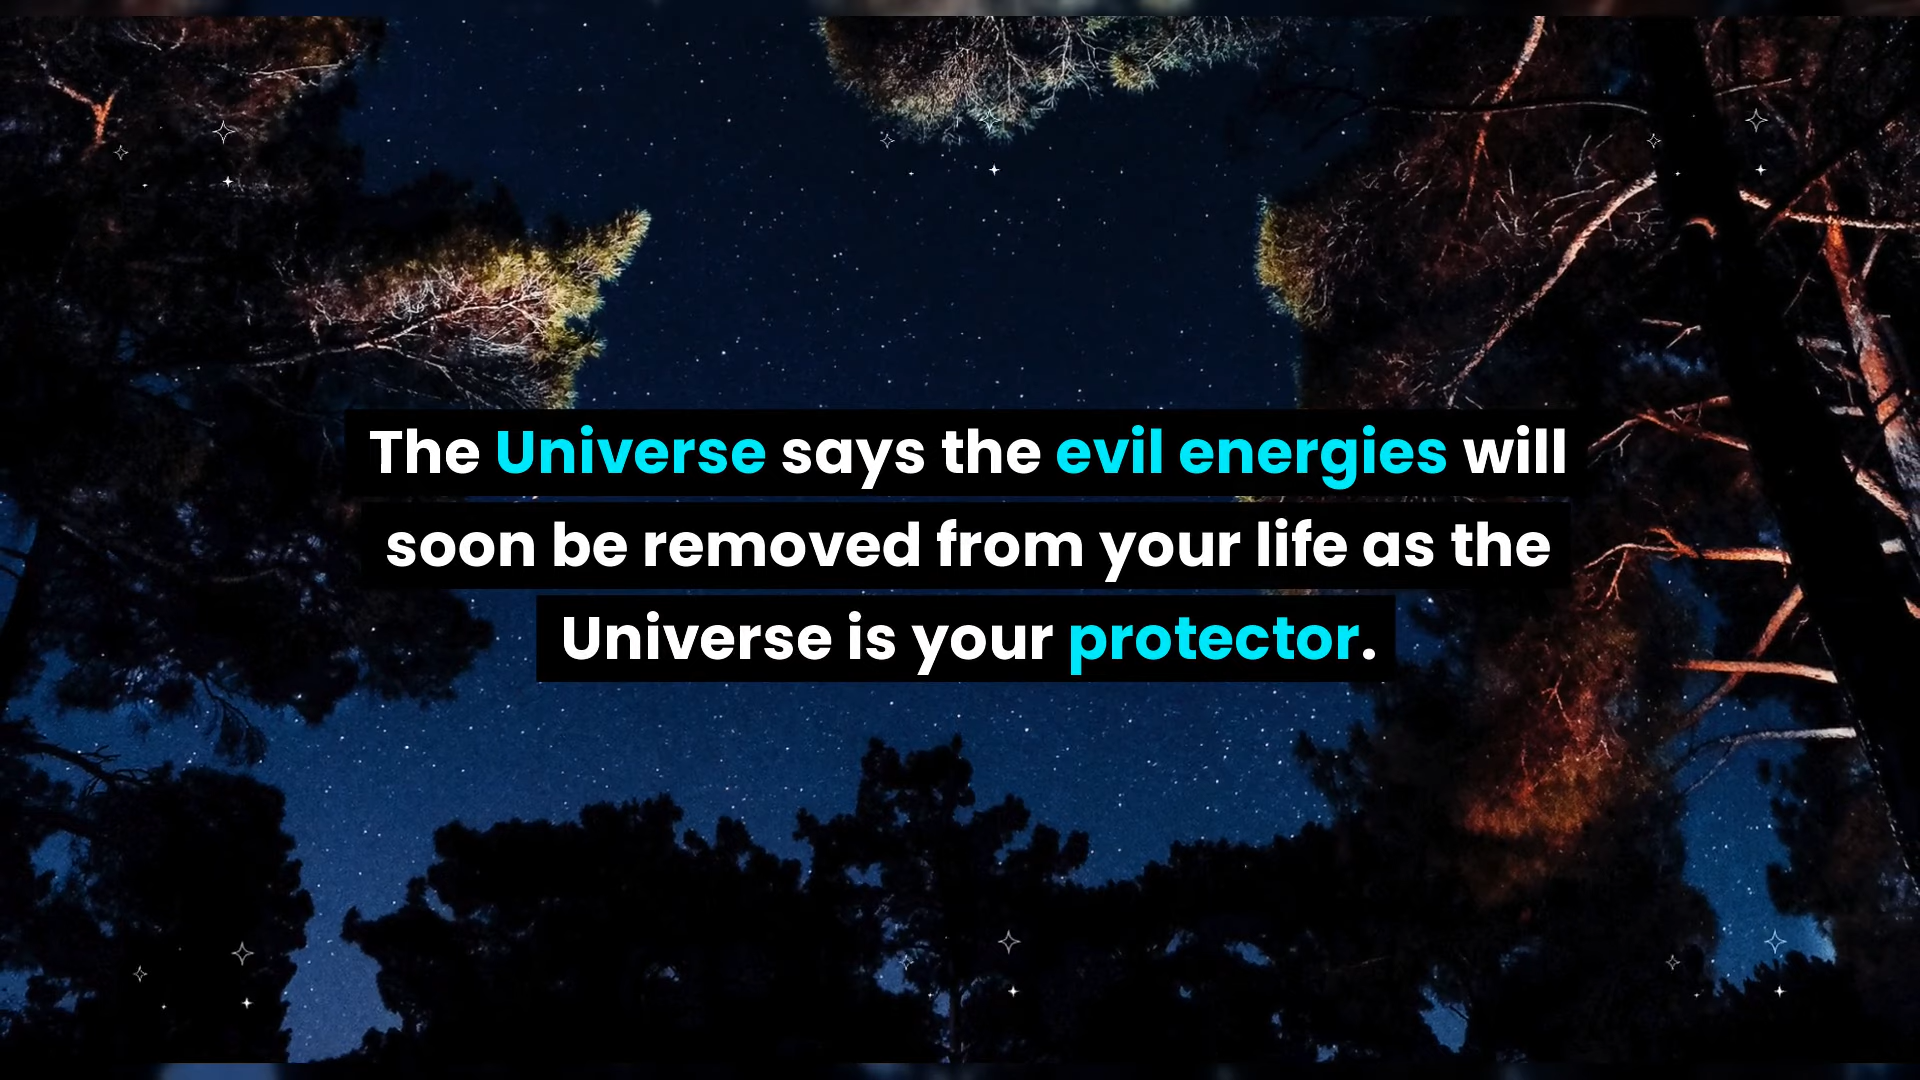 The Universe says the evil energies will
soon be removed from your life as the
Universe is your protector.